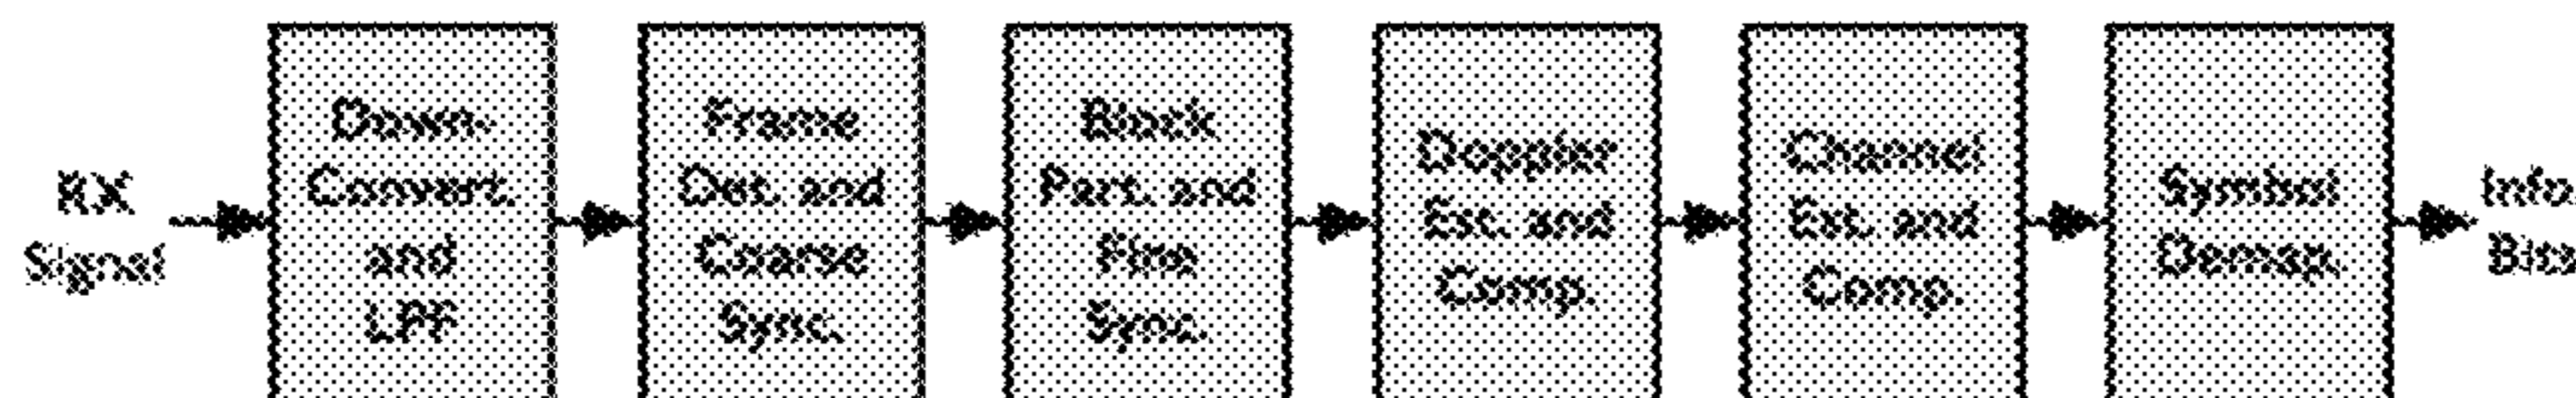 RX
Signal
Down-
Convert.
and
LPF
Frame
Det. and
Coarse
Sync.
Block
Part. and
Fine
Sync.
Doppler
Est. and
Comp.
Channel
Est. and
Comp.
Symbol
Demap.
Info.
Bits